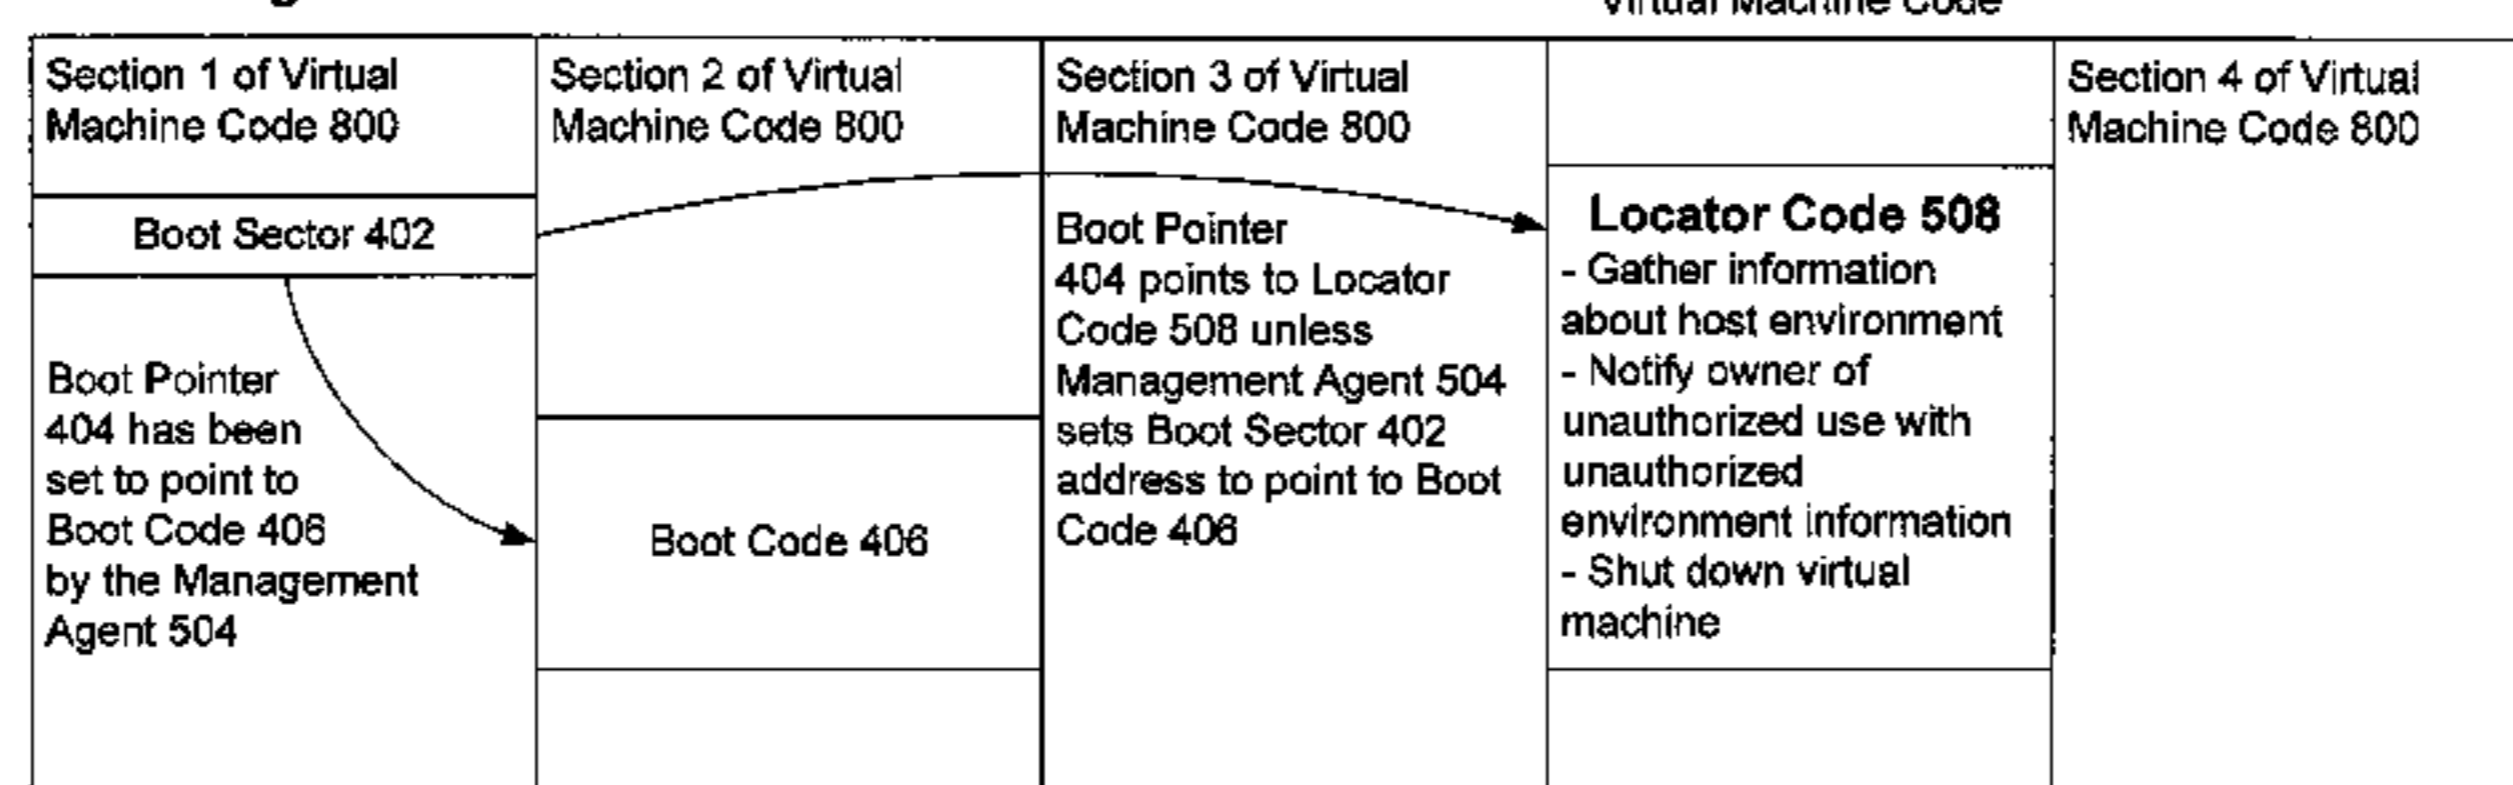 Virtual Machine Code
Section 1 of Virtual
Machine Code 800
Boot Sector 402
Boot Pointer
404 has been
set to point to
Boot Code 406
by the Management
Agent 504
Section 2 of Virtual
Machine Code 800
Boot Code 406
Section 3 of Virtual
Machine Code 800
Boot Pointer
404 points to Locator
Code 508 unless
Management Agent 504
sets Boot Sector 402
address to point to Boot
Code 406
Locator Code 508
- Gather information
about host environment
- Notify owner of
unauthorized use with
unauthorized
environment information
- Shut down virtual
machine
Section 4 of Virtual
Machine Code 800